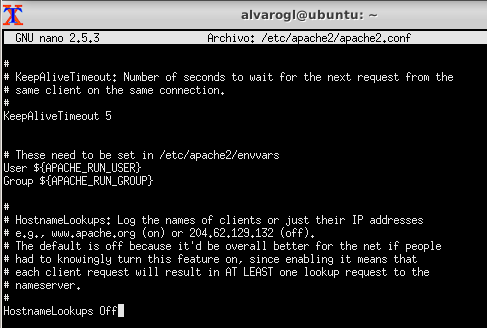 alvarogl@ubuntu: ~
GNU nano 2.5.3 Archivo: /etc/apache2/apache2.conf
#
# KeepAliveTimeout: Number of seconds to wait for the next request from the
# same client on the same connection.
#
KeepAliveTimeout 5
# These need to be set in /etc/apache2/envvars
User ${APACHE_RUN_USER}
Group ${APACHE_RUN_GROUP}
#
# HostnameLookups: Log the names of clients or just their IP addresses
# e.g., www.apache.org (on) or 204.62.129.132 (off).
# The default is off because it'd be overall better for the net if people
# had to knowingly turn this feature on, since enabling it means that
# each client request will result in AT LEAST one lookup request to the
# nameserver.
#
HostnameLookups Off